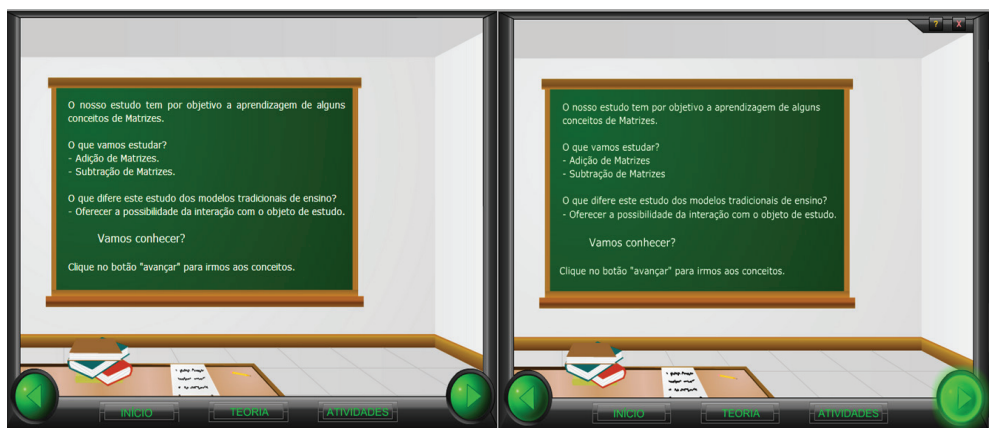 O nosso estudo tem por objetivo a aprendizagem de alguns
conceitos de Matrizes.
O que vamos estudar?
- Adição de Matrizes.
- Subtração de Matrizes.
O que difere este estudo dos modelos tradicionais de ensino?
- Oferecer a possibilidade da interação com o objeto de estudo.
Vamos conhecer?
Clique no botão "avançar" para irmos aos conceitos.
INÍCIO
TEORIA
ATIVIDADES
? X
O nosso estudo tem por objetivo a aprendizagem de alguns
conceitos de Matrizes.
O que vamos estudar?
- Adição de Matrizes
- Subtração de Matrizes
O que difere este estudo dos modelos tradicionais de ensino?
- Oferecer a possibilidade da interação com o objeto de estudo.
Vamos conhecer?
Clique no botão "avançar" para irmos aos conceitos.
INÍCIO
TEORIA
ATIVIDADES